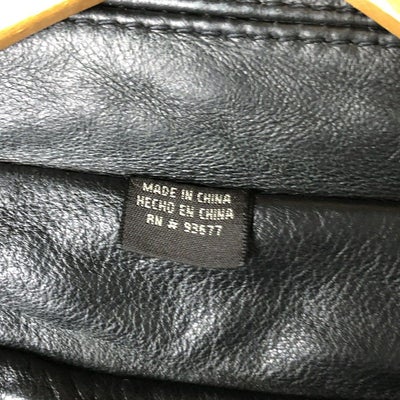 MADE IN CHINA
HECHO EN CHINA
RN # 93677